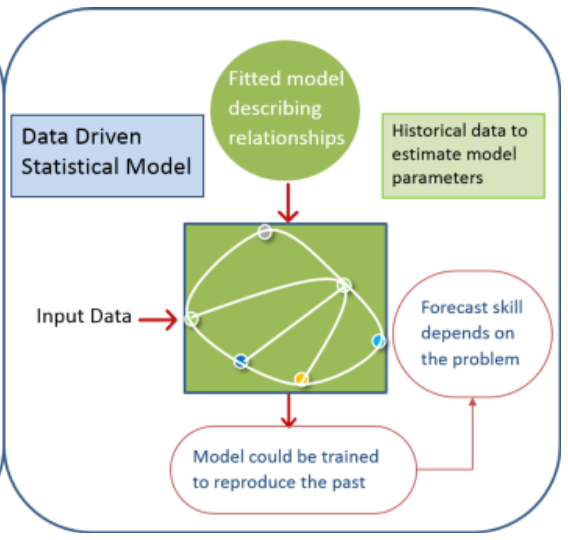 Fitted model
describing
relationships
Data Driven
Statistical Model
Historical data to
estimate model
parameters
Input Data
Forecast skill
depends on
the problem
Model could be trained
to reproduce the past